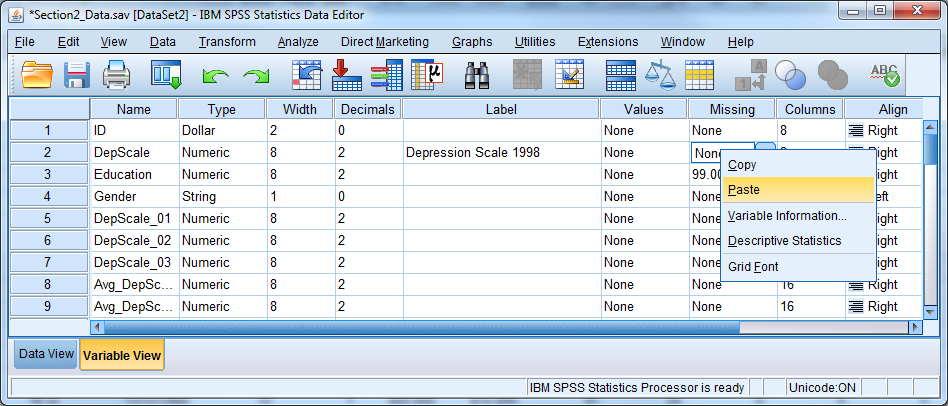 *Section2_Data.sav [DataSet2] - IBM SPSS Statistics Data Editor
File Edit View Data Transform Analyze Direct Marketing Graphs Utilities Extensions Window Help
A
A
μ
ABC
Name Type Width Decimals Label Values Missing Columns Align
1 ID Dollar 2 0 None None 8 Right
2 DepScale Numeric 8 2 Depression Scale 1998 None None
3 Education Numeric 8 2 None 99.00
4 Gender String 1 0 None None
5 DepScale_01 Numeric 8 2 None None Right
6 DepScale_02 Numeric 8 2 None None Right
7 DepScale_03 Numeric 8 2 None None Right
8 Avg_DepSc... Numeric 8 2 None None 16 Right
9 Avg_DepSc... Numeric 8 2 None None 16 Right
Copy
Paste
Variable Information...
Descriptive Statistics
Grid Font
Data View Variable View
IBM SPSS Statistics Processor is ready Unicode:ON